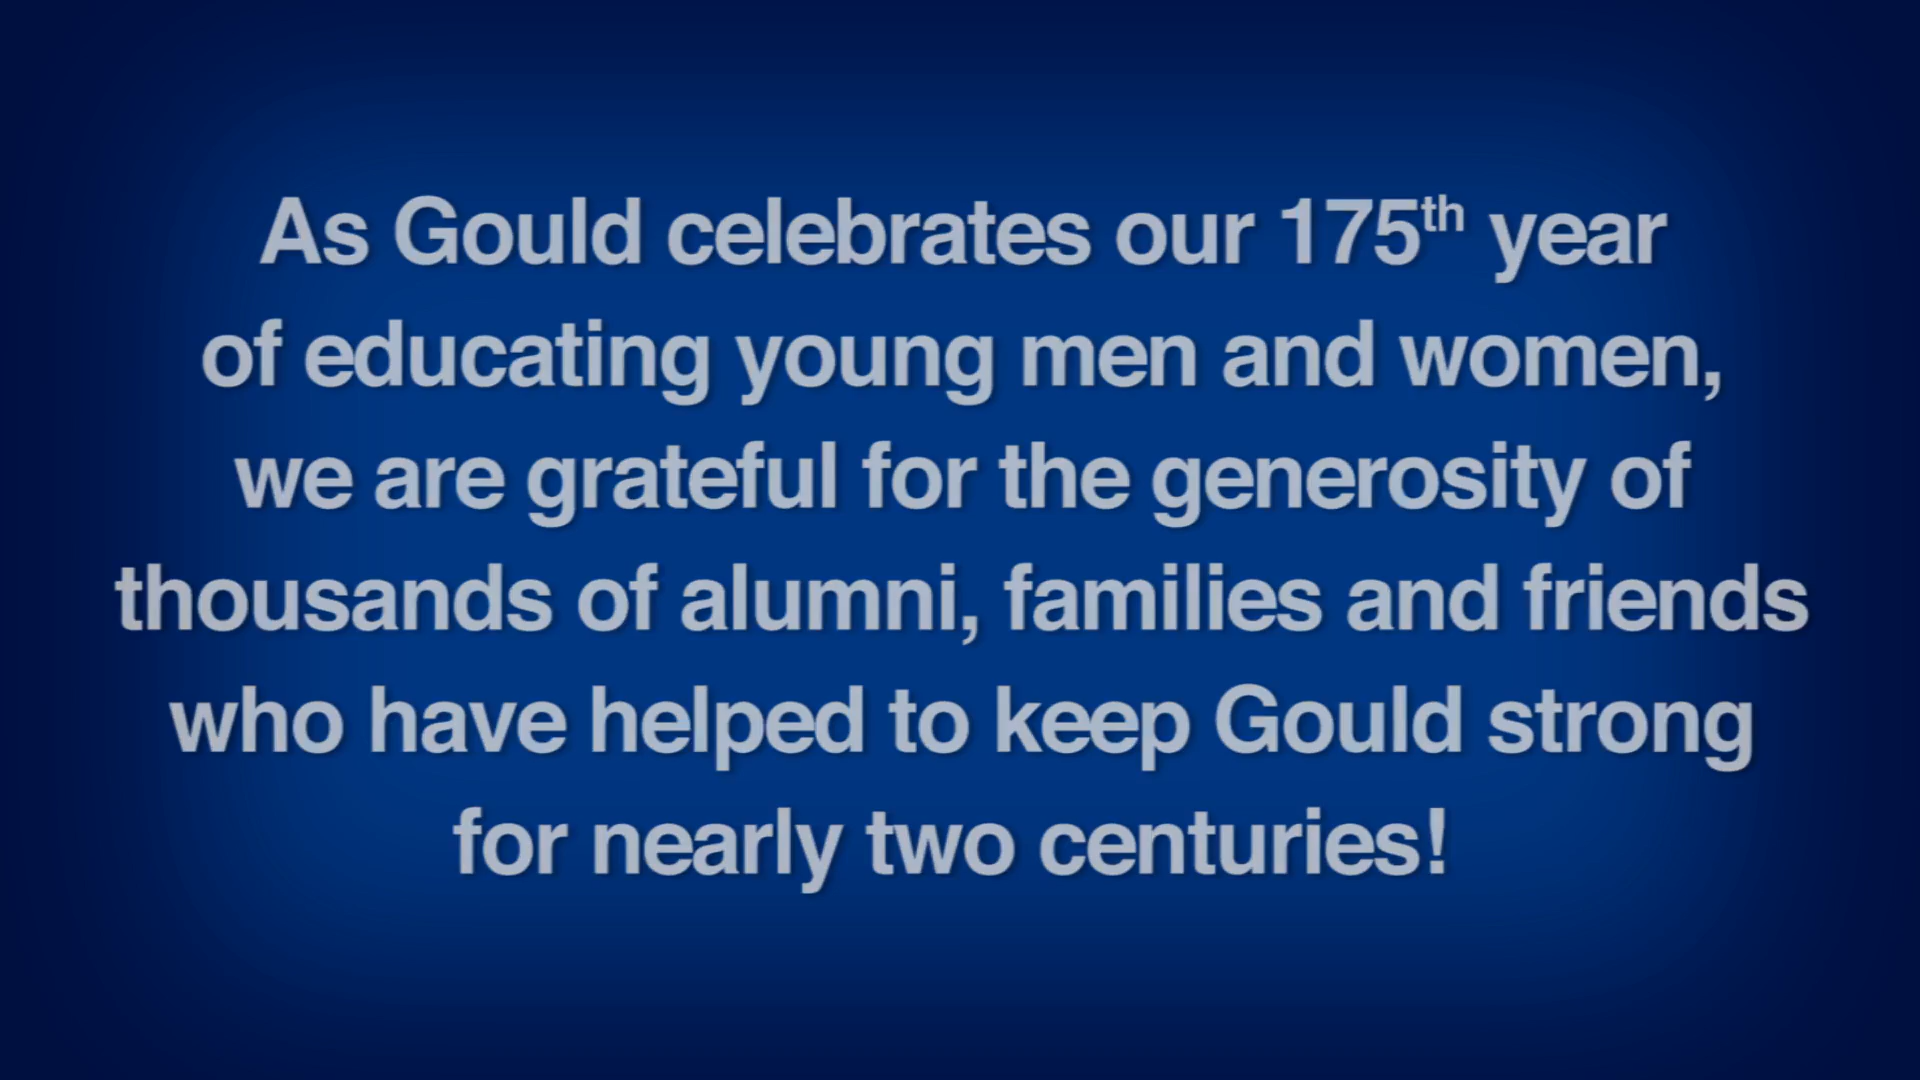 As Gould celebrates our 175th year
of educating young men and women,
we are grateful for the generosity of
thousands of alumni, families and friends
who have helped to keep Gould strong
for nearly two centuries!